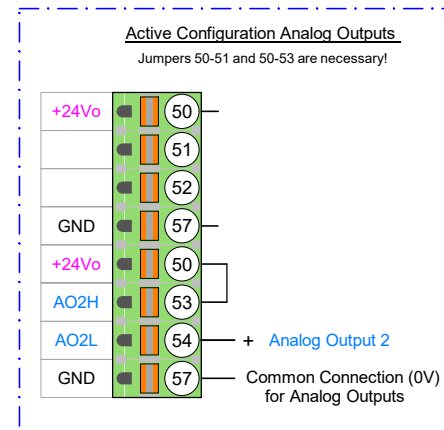 Active Configuration Analog Outputs
Jumpers 50-51 and 50-53 are necessary!
+24Vo 50
51
52
GND 57
+24Vo 50
AO2H 53
AO2L 54 + Analog Output 2
GND 57 Common Connection (0V)
for Analog Outputs